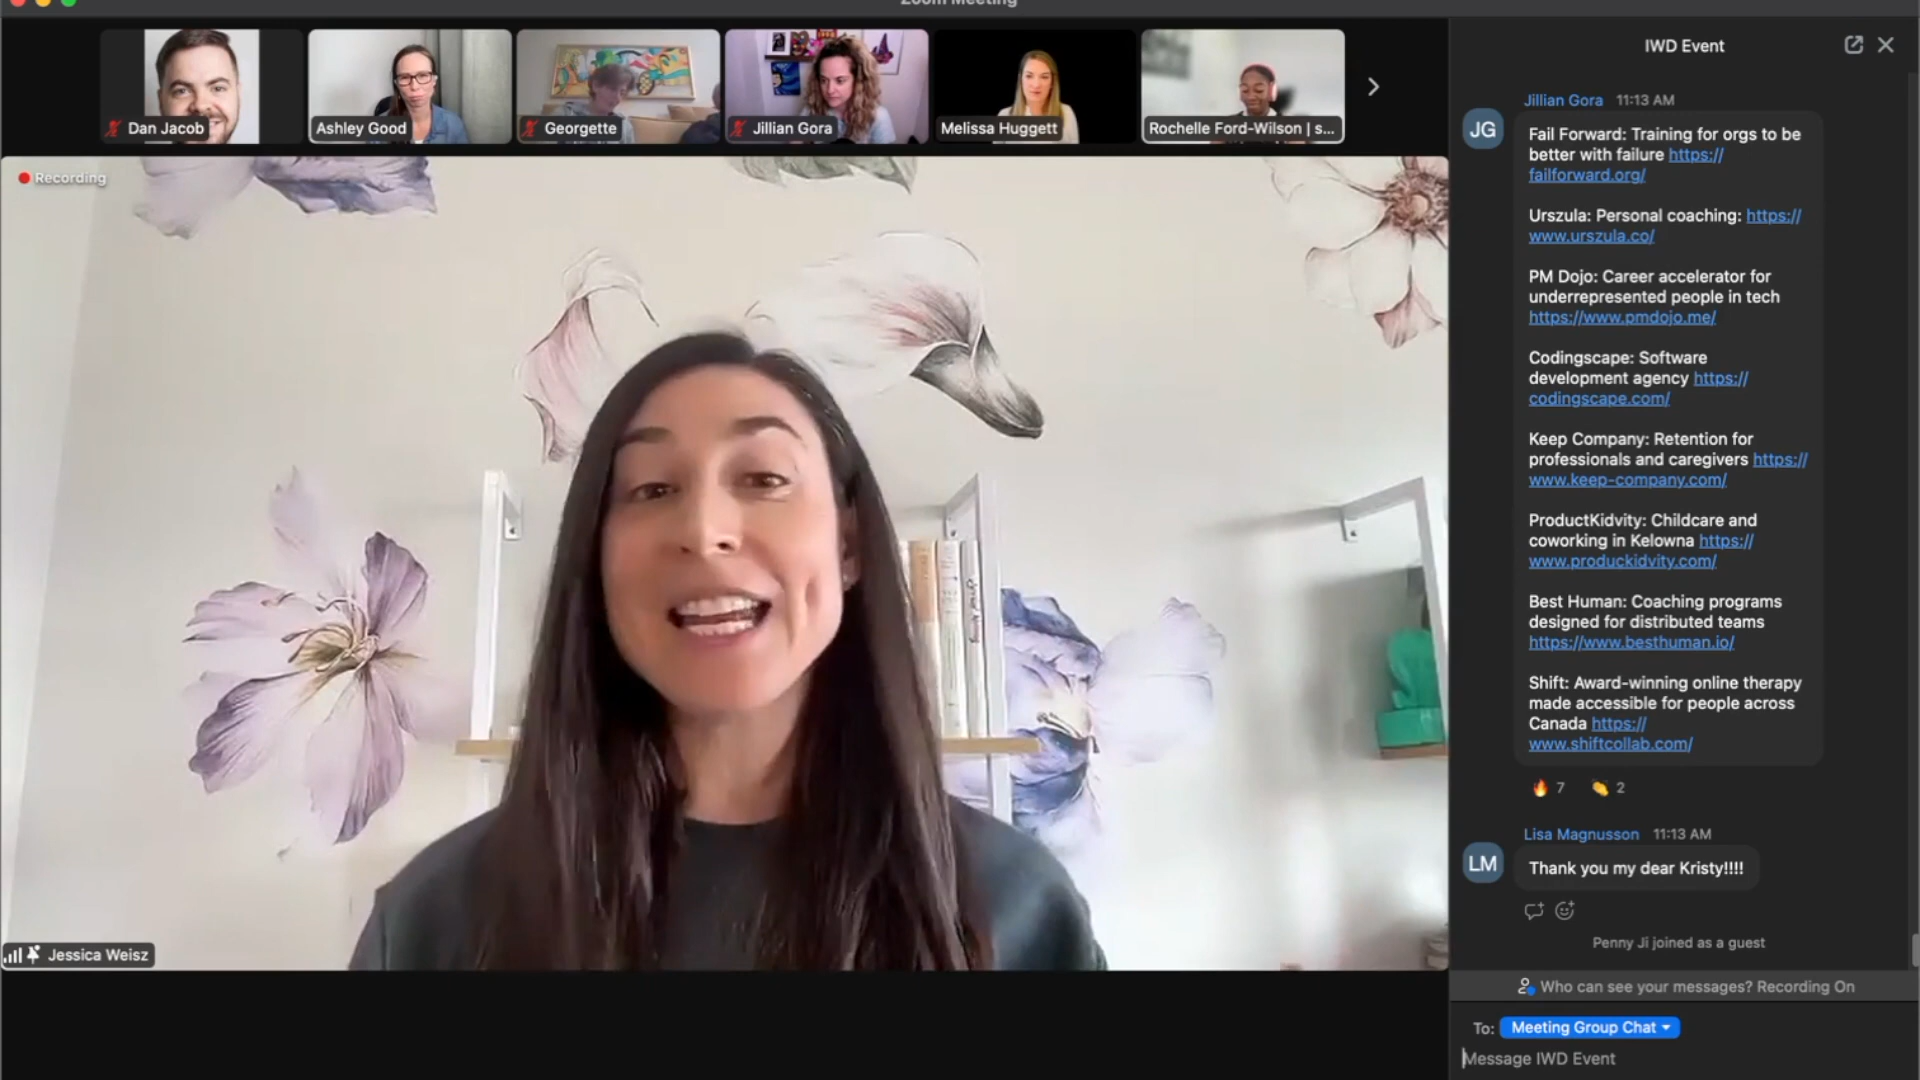 Zoom Meeting
Dan Jacob
Ashley Good
Georgette
Jillian Gora
Melissa Huggett
Rochelle Ford-Wilson | s...
Recording
Jessica Weisz
IWD Event
Jillian Gora 11:13 AM
JG
Fail Forward: Training for orgs to be
better with failure https://
failforward.org/
Urszula: Personal coaching: https://
www.urszula.co/
PM Dojo: Career accelerator for
underrepresented people in tech
https://www.pmdojo.me/
Codingscape: Software
development agency https://
codingscape.com/
Keep Company: Retention for
professionals and caregivers https://
www.keep-company.com/
ProductKidvity: Childcare and
coworking in Kelowna https://
www.produckidvity.com/
Best Human: Coaching programs
designed for distributed teams
https://www.besthuman.io/
Shift: Award-winning online therapy
made accessible for people across
Canada https://
www.shiftcollab.com/
7 2
Lisa Magnusson 11:13 AM
LM
Thank you my dear Kristy!!!!
Penny Ji joined as a guest
Who can see your messages? Recording On
To: Meeting Group Chat
Message IWD Event